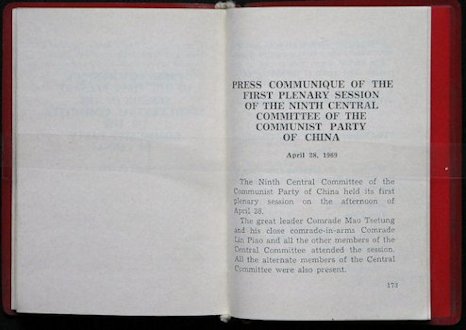 PRESS COMMUNIQUE OF THE
FIRST PLENARY SESSION
OF THE NINTH CENTRAL
COMMITTEE OF THE
COMMUNIST PARTY
OF CHINA
April 28, 1969
The Ninth Central Committee of the
Communist Party of China held its first
plenary session on the afternoon of
April 28.
The great leader Comrade Mao Tsetung
and his close comrade-in-arms Comrade
Lin Piao and all the other members of the
Central Committee attended the session.
All the alternate members of the Central
Committee were also present.
173